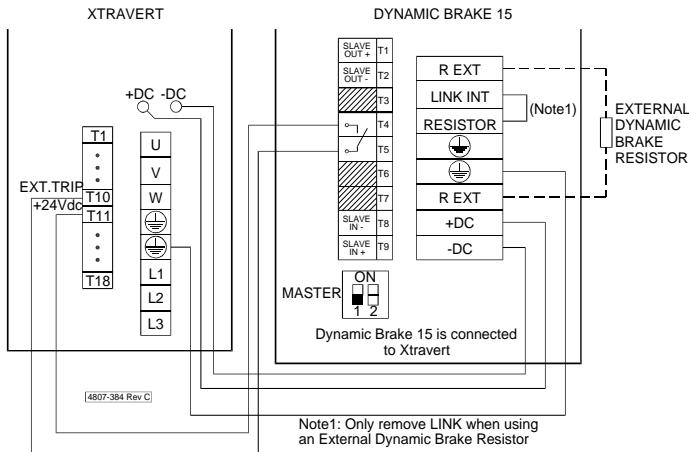 XTRAVERT
DYNAMIC BRAKE 15
+DC -DC
T1
T10
T11
T18
EXT.TRIP
+24Vdc
U
V
W
L1
L2
L3
SLAVE
OUT +
T1
SLAVE
OUT -
T2
T3
T4
T5
T6
T7
SLAVE
IN -
T8
SLAVE
IN +
T9
R EXT
LINK INT
RESISTOR
R EXT
+DC
-DC
(Note1)
EXTERNAL
DYNAMIC
BRAKE
RESISTOR
MASTER
ON
1 2
Dynamic Brake 15 is connected
to Xtravert
4807-384 Rev C
Note1: Only remove LINK when using
an External Dynamic Brake Resistor